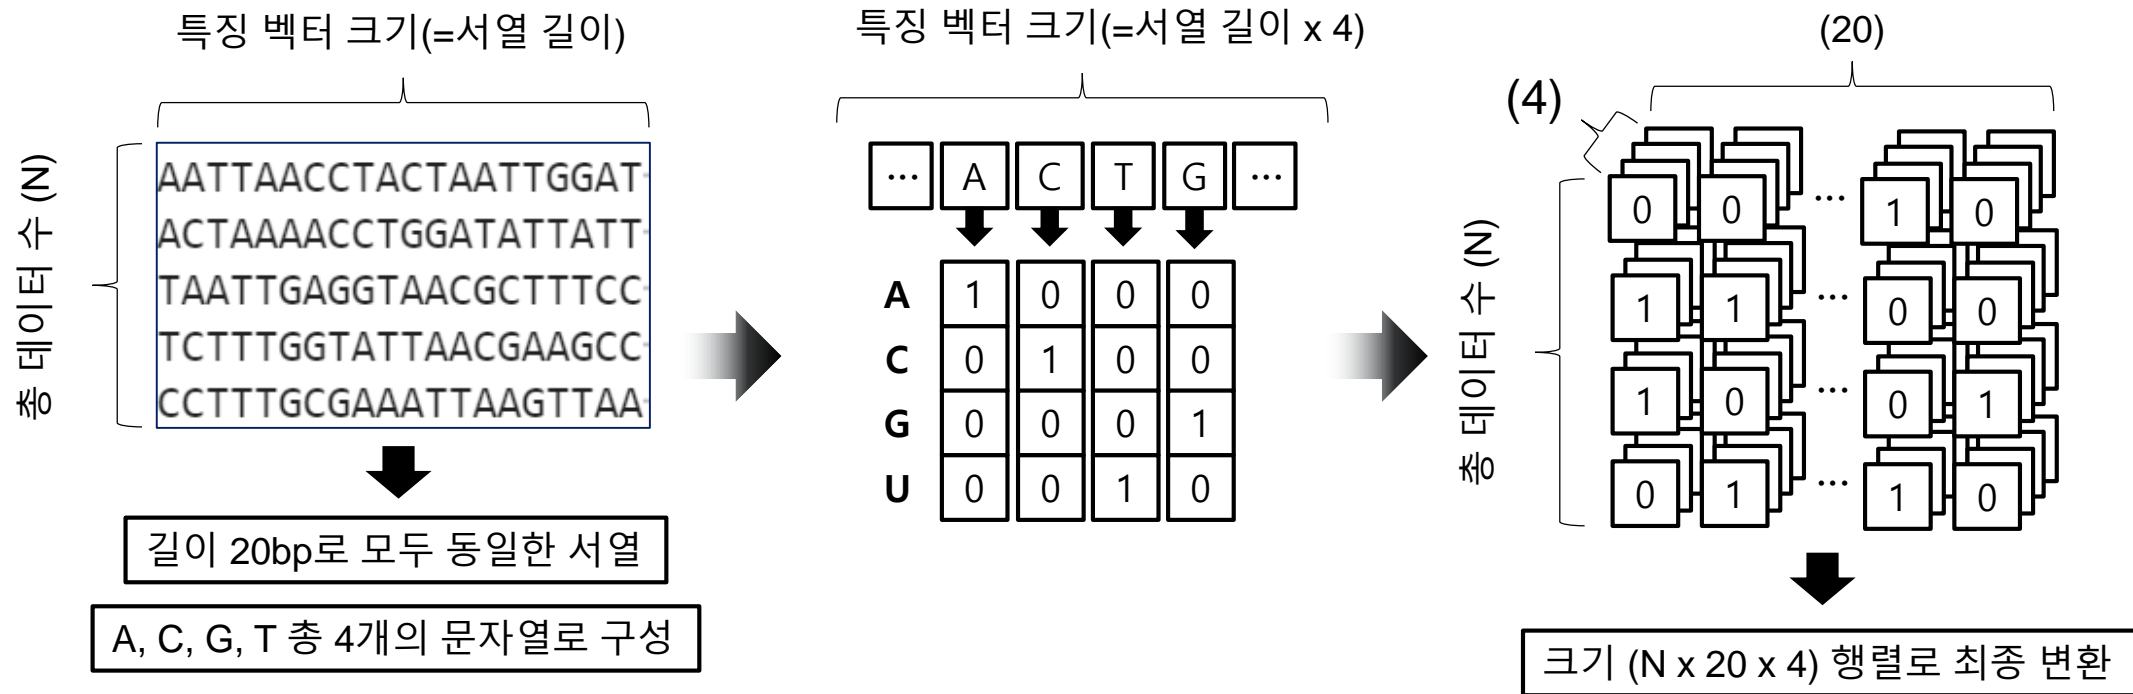 특징 벡터 크기(=서열 길이)
총 데이터 수 (N)
AATTAACCTACTAATTGGAT
ACTAAAACCTGGATATTATT
TAATTGAGGTAACGCTTTCC
TCTTTGGTATTAACGAAGCC
CCTTTGCGAAATTAAGTTAA
길이 20bp로 모두 동일한 서열
A, C, G, T 총 4개의 문자열로 구성
특징 벡터 크기(=서열 길이 x 4)
... A C T G ...
A 1 0 0 0
C 0 1 0 0
G 0 0 0 1
U 0 0 1 0
(20)
(4)
총 데이터 수 (N)
0 0 ... 1 0
1 1 ... 0 0
1 0 ... 0 1
0 1 ... 1 0
크기 (N x 20 x 4) 행렬로 최종 변환